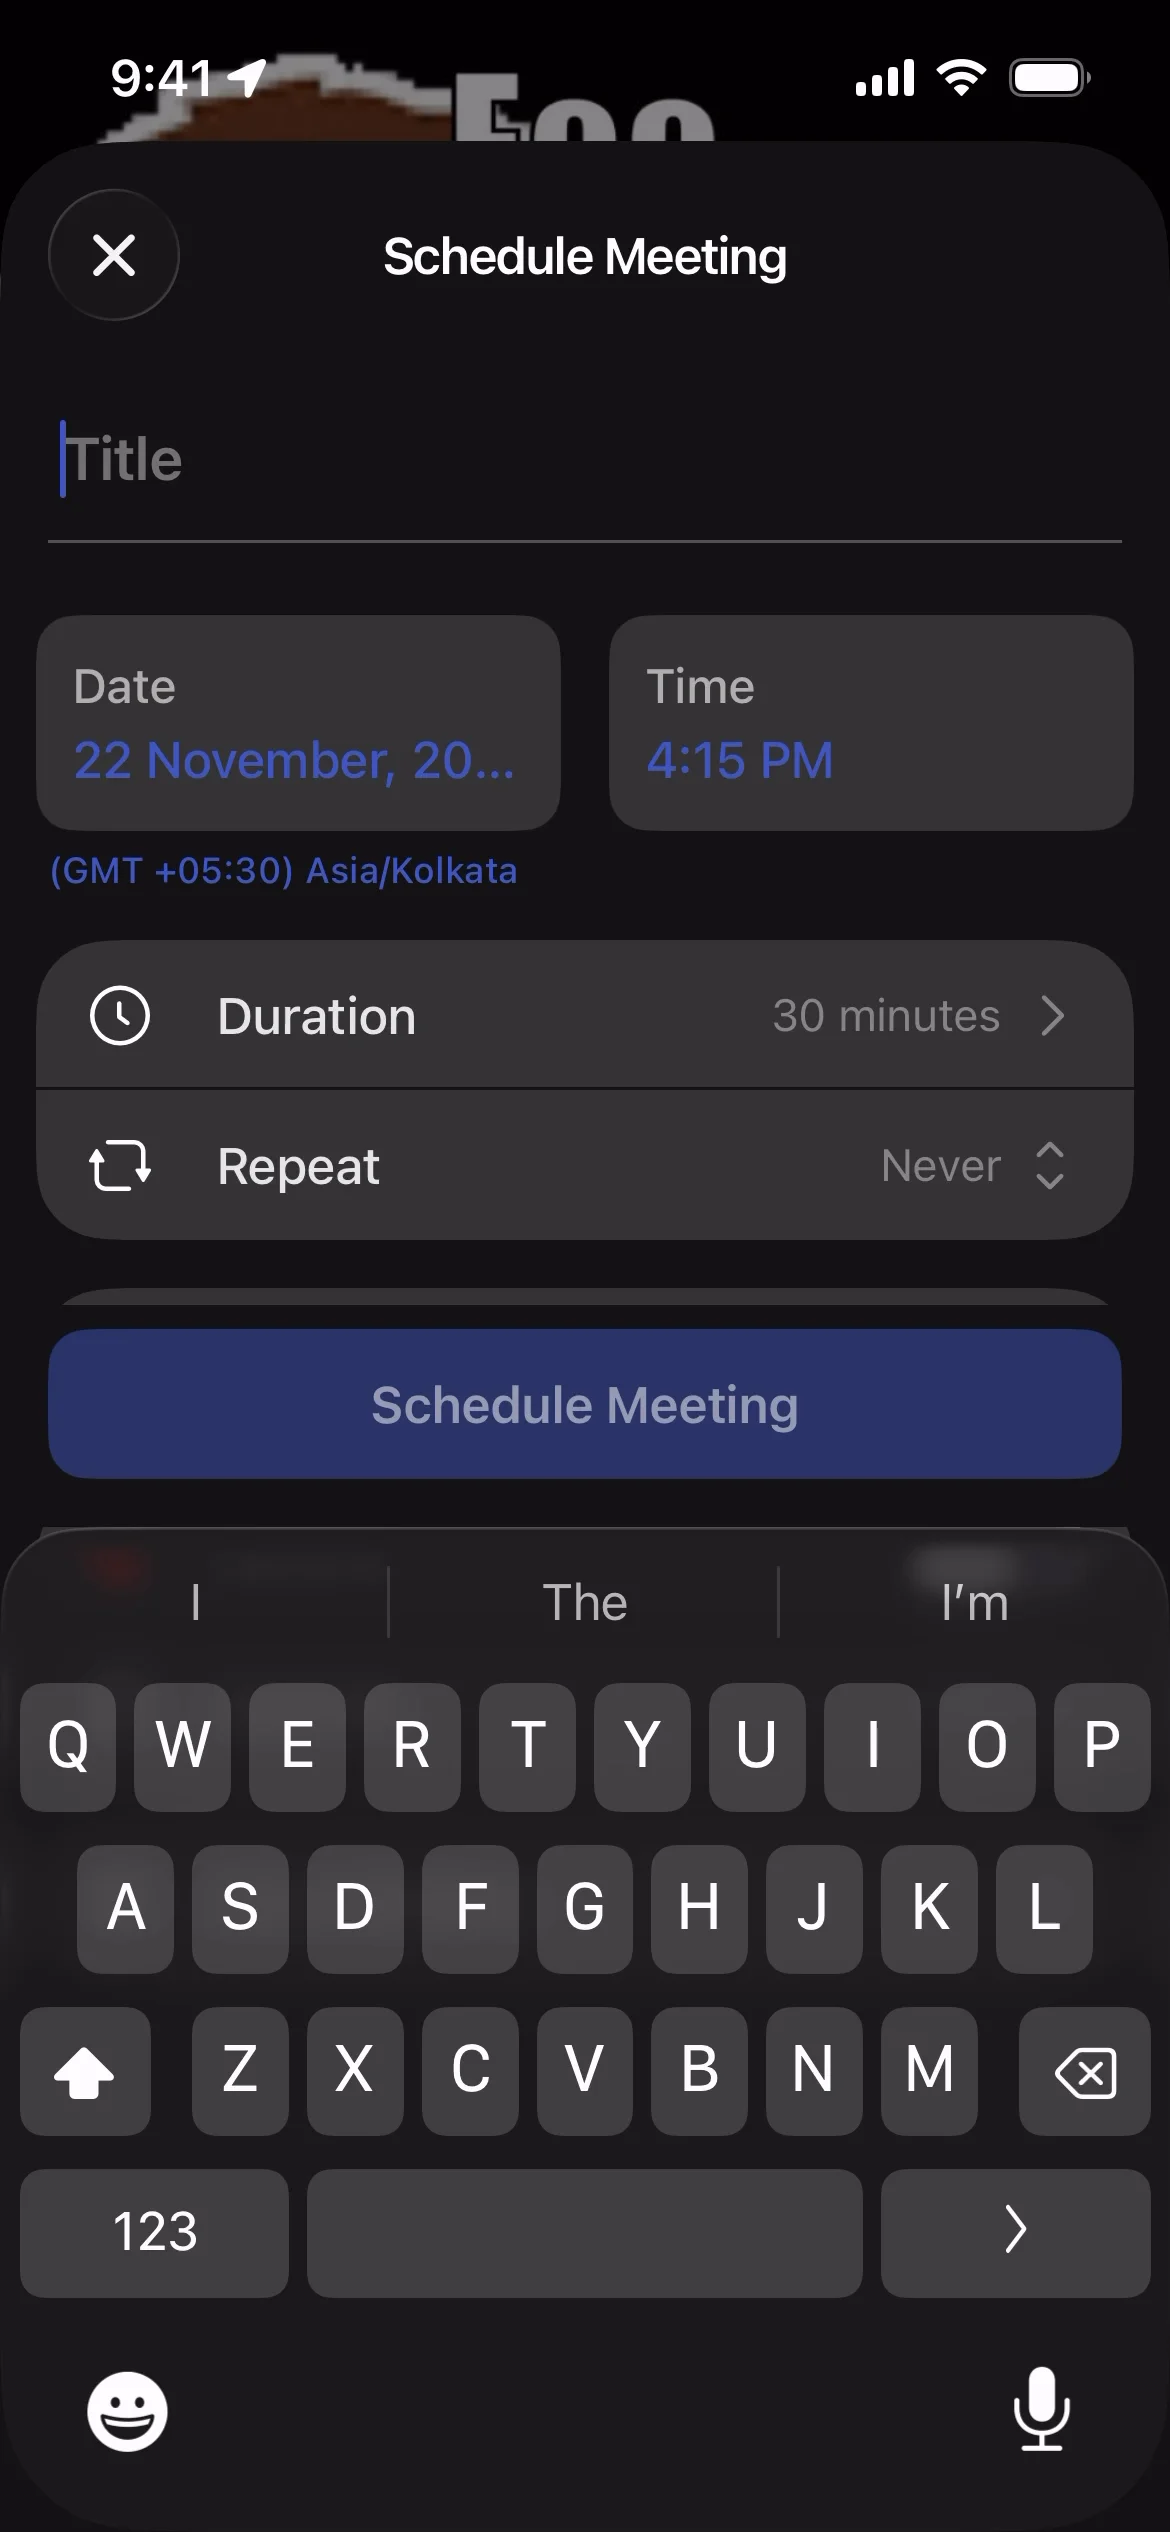 9:41
Schedule Meeting
Title
Date
22 November, 20...
Time
4:15 PM
(GMT +05:30) Asia/Kolkata
Duration
30 minutes
Repeat
Never
Schedule Meeting
I The I'm
Q W E R T Y U I O P
A S D F G H J K L
Z X C V B N M
123